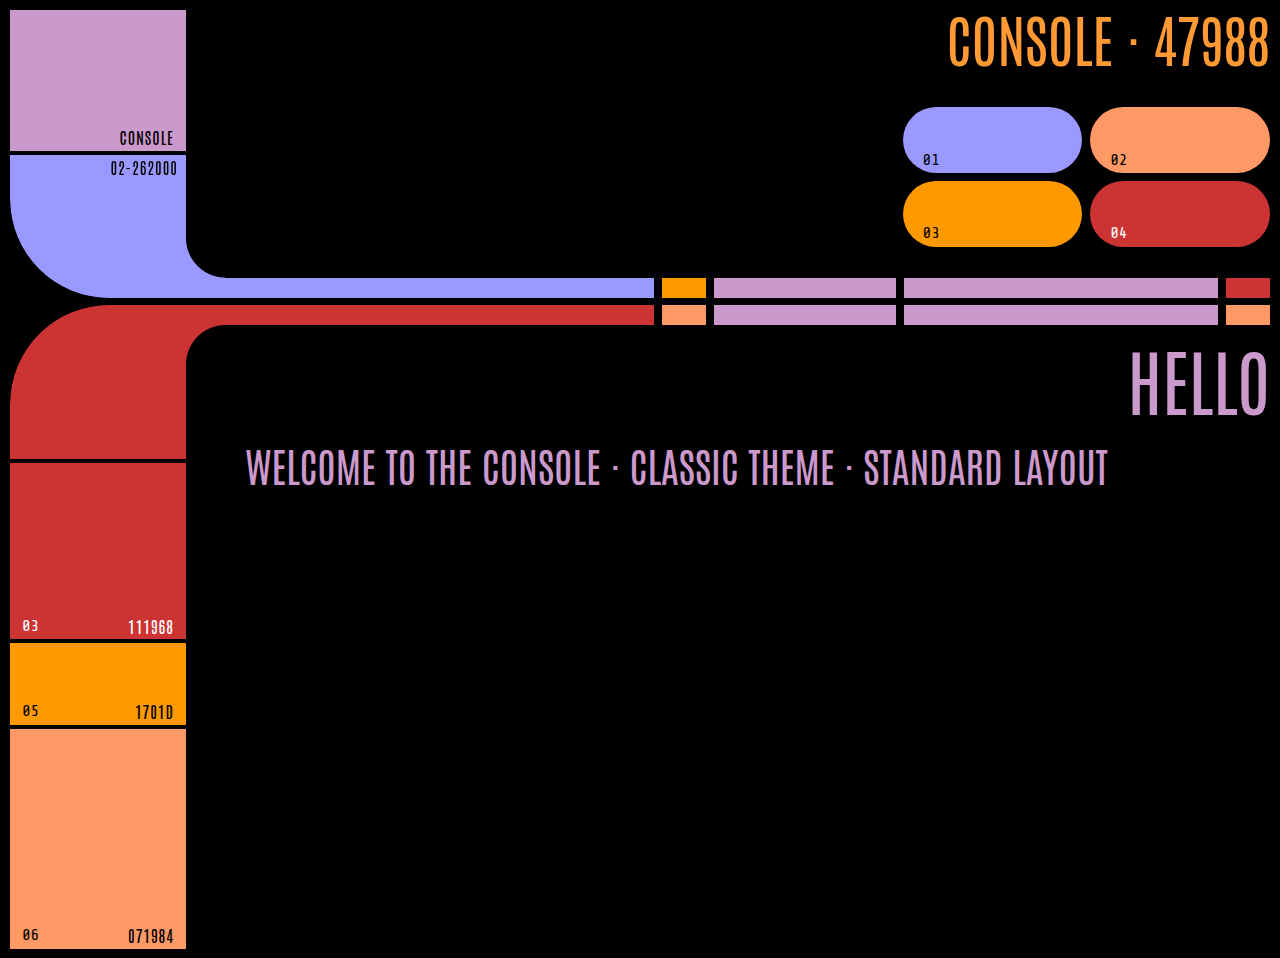 CONSOLE · 47988
CONSOLE
02-262000
01
02
03
04
HELLO
WELCOME TO THE CONSOLE · CLASSIC THEME · STANDARD LAYOUT
03 111968
05 1701D
06 071984